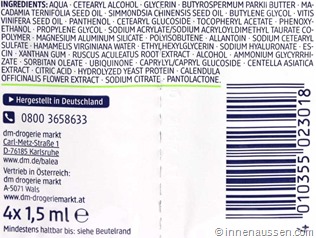 INGREDIENTS: AQUA · CETEARYL ALCOHOL · GLYCERIN · BUTYROSPERMUM PARKII BUTTER · MA-
CADAMIA TERNIFOLIA SEED OIL · SIMMONDSIA CHINENSIS SEED OIL · BUTYLENE GLYCOL · VITIS
VINIFERA SEED OIL · PANTHENOL · CETEARYL GLUCOSIDE · TOCOPHERYL ACETATE · PHENOXY-
ETHANOL · PROPYLENE GLYCOL · SODIUM ACRYLATE/SODIUM ACRYLOYLDIMETHYL TAURATE CO-
POLYMER · MAGNESIUM ALUMINUM SILICATE · POLYISOBUTENE · ALLANTOIN · SODIUM CETEARYL
SULFATE · HAMAMELIS VIRGINIANA WATER · ETHYLHEXYLGLYCERIN · SODIUM HYALURONATE · ES-
CIN · XANTHAN GUM · RUSCUS ACULEATUS ROOT EXTRACT · ALCOHOL · AMMONIUM GLYCYRRHI-
ZATE · SORBITAN OLEATE · UBIQUINONE · CAPRYLYL/CAPRYL GLUCOSIDE · CENTELLA ASIATICA
EXTRACT · CITRIC ACID · HYDROLYZED YEAST PROTEIN · CALENDULA
OFFICINALIS FLOWER EXTRACT · SODIUM CITRATE · PANTOLACTONE.
Hergestellt in Deutschland
0800 3658633
dm-drogerie markt
Carl-Metz-Straße 1
D-76185 Karlsruhe
www.dm.de/balea
Vertrieb in Österreich:
dm drogerie markt
A-5071 Wals
www.dm-drogeriemarkt.at
4x 1,5 ml e
Mindestens haltbar bis: siehe Beutelrand
010355 023018
© innenaussen.com